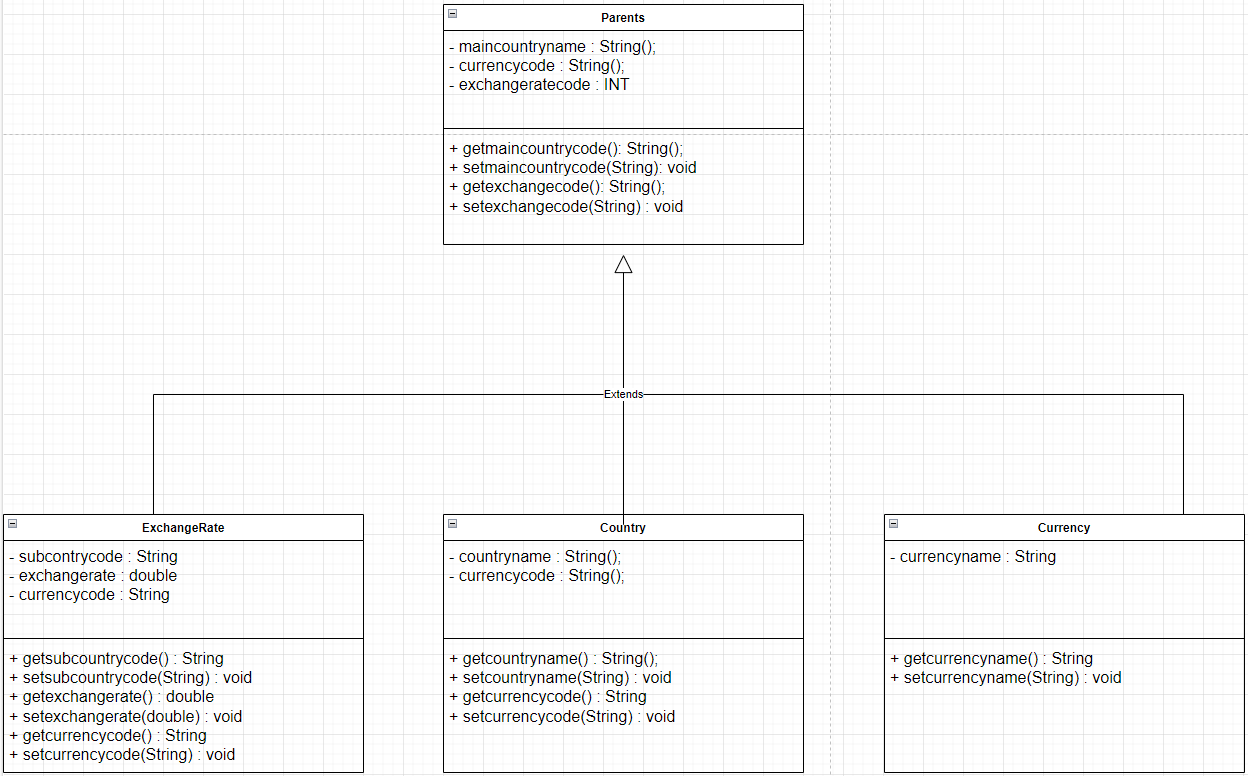 Parents
- maincountryname : String();
- currencycode : String();
- exchangeratecode : INT
+ getmaincountrycode(): String();
+ setmaincountrycode(String): void
+ getexchangecode(): String();
+ setexchangecode(String) : void
Extends
ExchangeRate
- subcontrycode : String
- exchangerate : double
- currencycode : String
+ getsubcountrycode() : String
+ setsubcountrycode(String) : void
+ getexchangerate() : double
+ setexchangerate(double) : void
+ getcurrencycode() : String
+ setcurrencycode(String) : void
Country
- countryname : String();
- currencycode : String();
+ getcountryname() : String();
+ setcountryname(String) : void
+ getcurrencycode() : String
+ setcurrencycode(String) : void
Currency
- currencyname : String
+ getcurrencyname() : String
+ setcurrencyname(String) : void